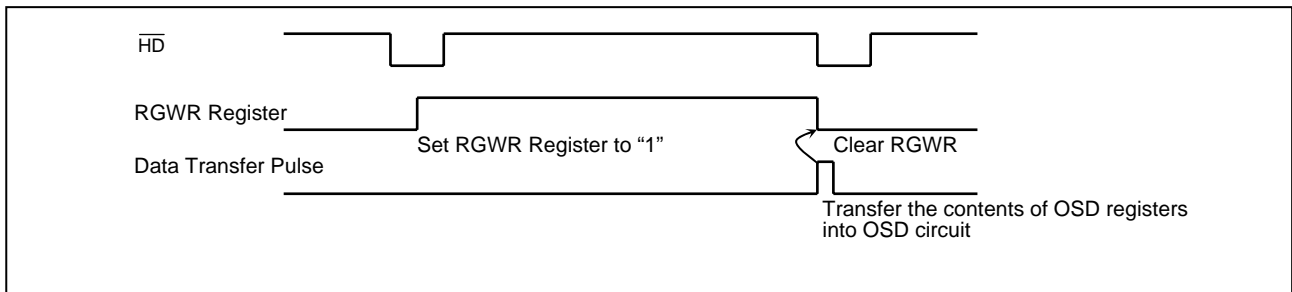 HD
RGWR Register
Set RGWR Register to “1”
Clear RGWR
Data Transfer Pulse
Transfer the contents of OSD registers
into OSD circuit